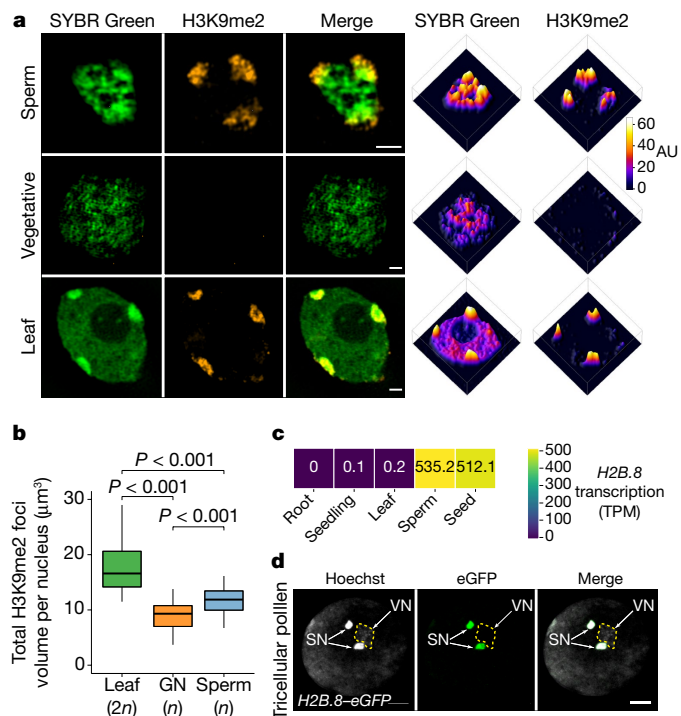 a
SYBR Green H3K9me2 Merge SYBR Green H3K9me2
Sperm
Vegetative
Leaf
60
40
20
0
AU
b
P < 0.001
P < 0.001
P < 0.001
Total H3K9me2 foci
volume per nucleus (μm³)
30
20
10
0
Leaf GN Sperm
(2n) (n) (n)
c
0 0.1 0.2 535.2 512.1
Root Seedling Leaf Sperm Seed
500
400
300
200
100
0
H2B.8
transcription
(TPM)
d
Hoechst eGFP Merge
Tricellular polllen
VN VN VN
SN SN SN
H2B.8–eGFP